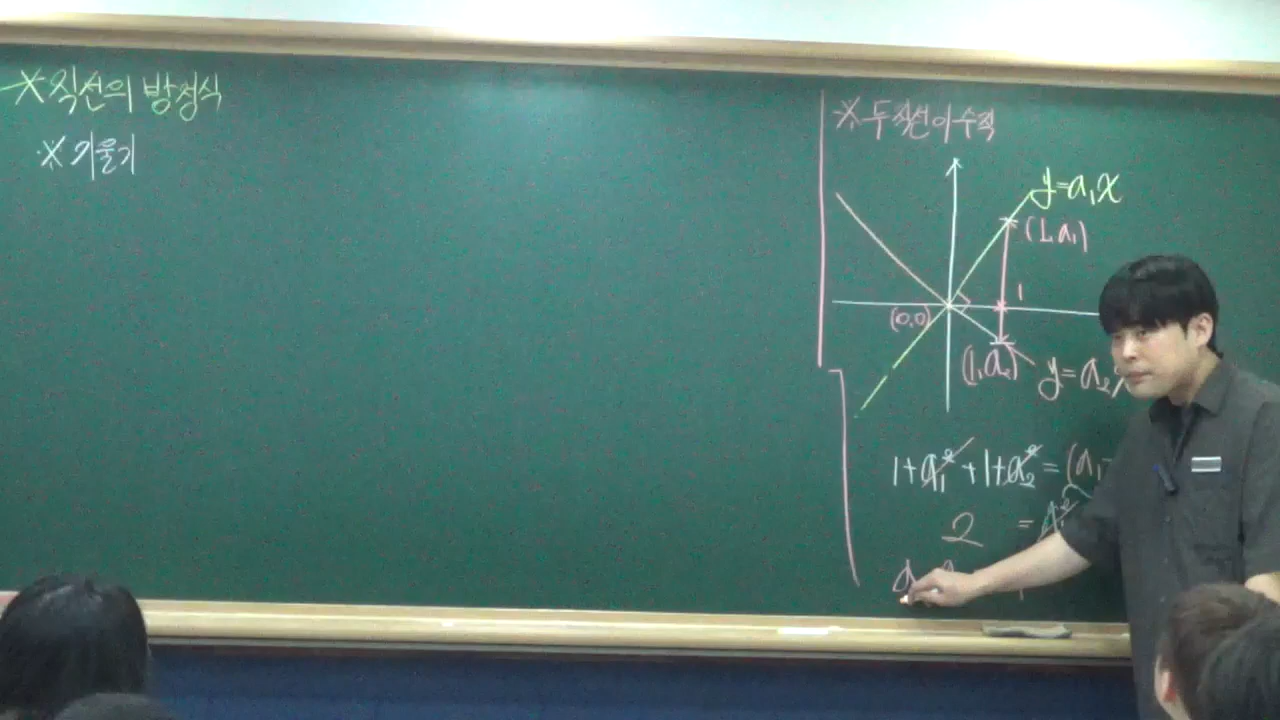 ※ 직선의 방정식
※ 기울기
※ 두 직선이 수직
y=a₁x
(1,a₁)
1
(0,0)
(1,a₂)
y=a₂
1+a₁²+1+a₂²=(a₁-
2 =a₁²
a